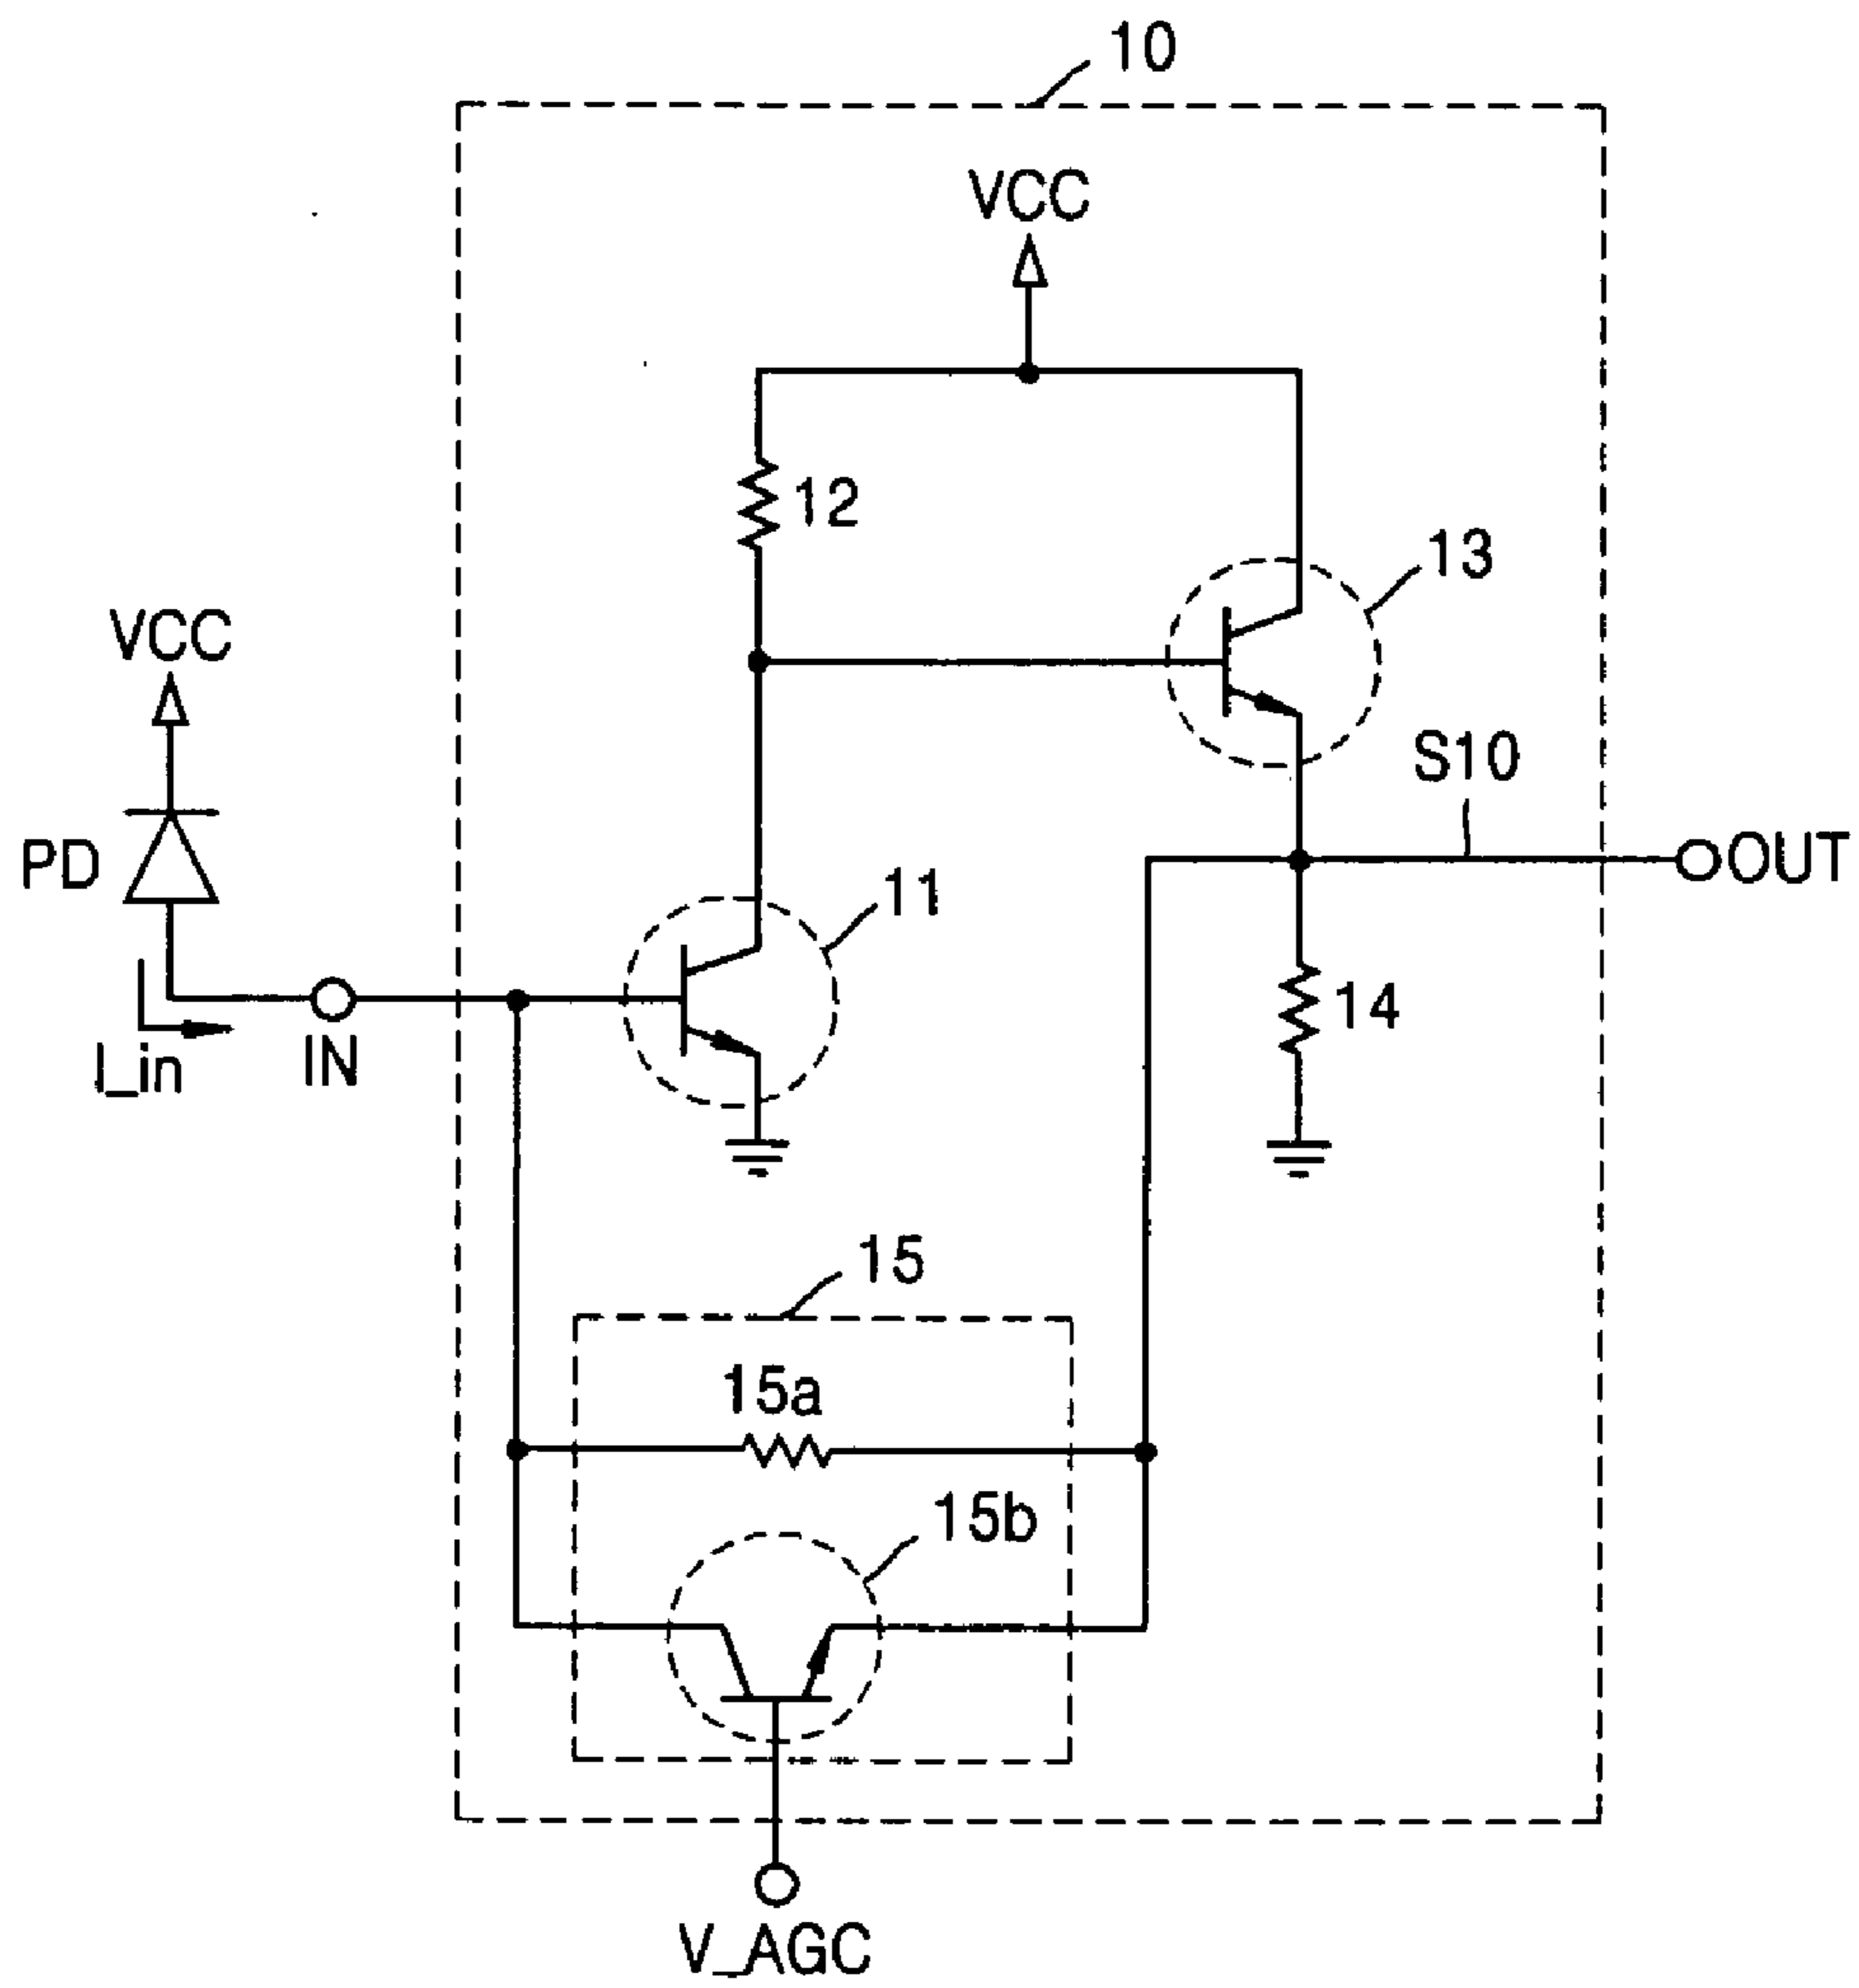 10
VCC
12
13
VCC
S10
PD
OUT
11
14
I_in
IN
15
15a
15b
V_AGC